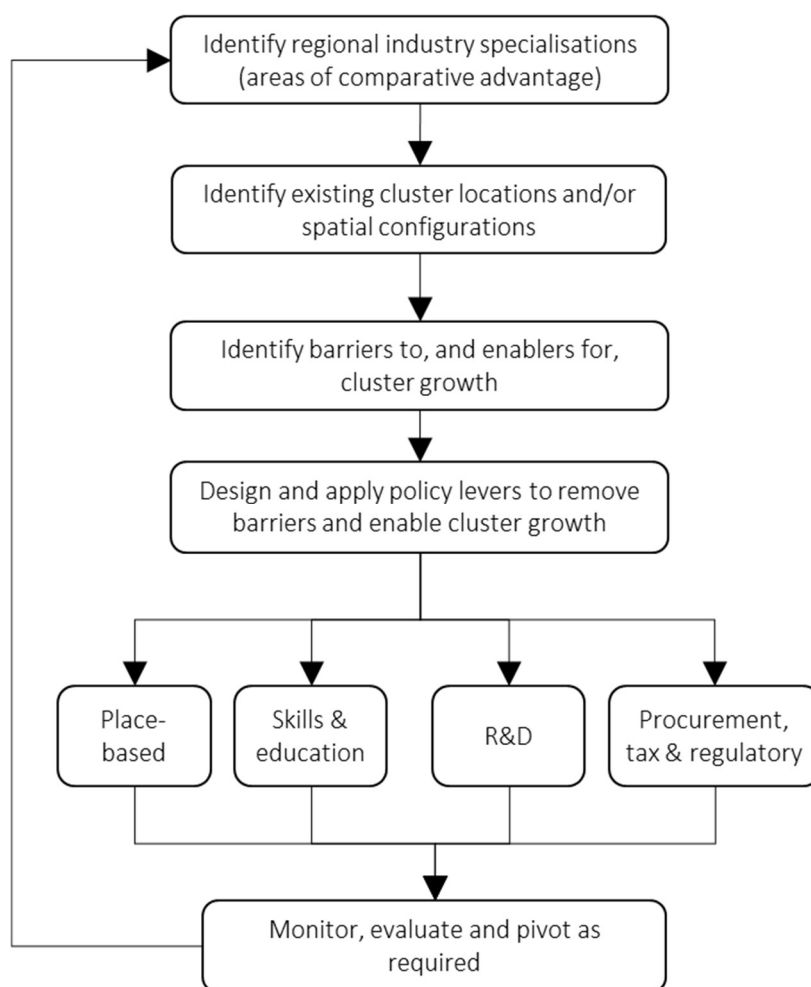 Identify regional industry specialisations
(areas of comparative advantage)
Identify existing cluster locations and/or
spatial configurations
Identify barriers to, and enablers for,
cluster growth
Design and apply policy levers to remove
barriers and enable cluster growth
Place-
based
Skills &
education
R&D
Procurement,
tax & regulatory
Monitor, evaluate and pivot as
required